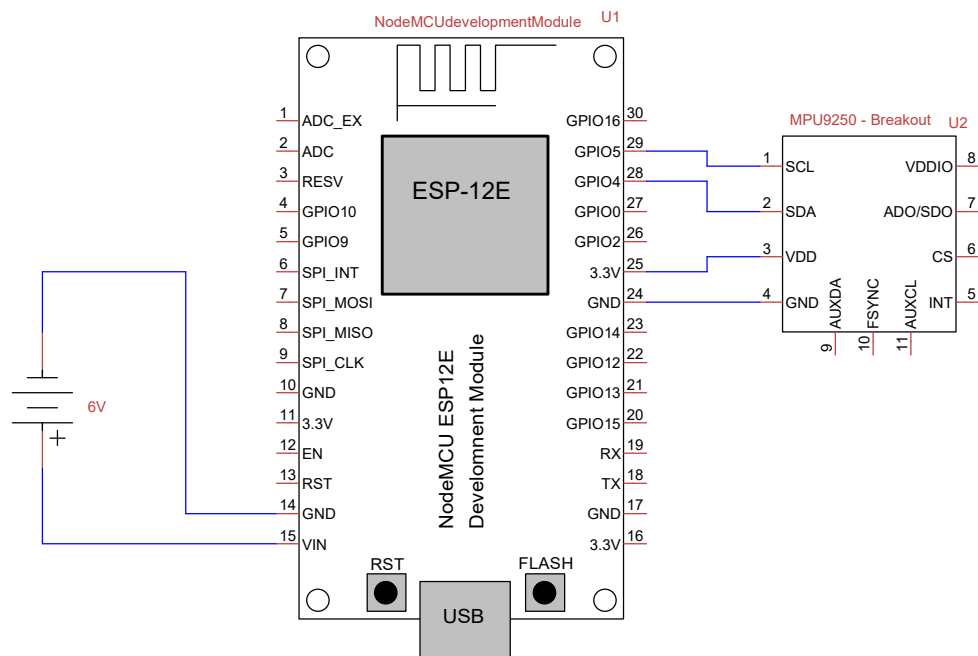 NodeMCUdevelopmentModule
U1
1 ADC_EX
2 ADC
3 RESV
4 GPIO10
5 GPIO9
6 SPI_INT
7 SPI_MOSI
8 SPI_MISO
9 SPI_CLK
10 GND
11 3.3V
12 EN
13 RST
14 GND
15 VIN
ESP-12E
NodeMCU ESP12E
Develomnent Module
GPIO16 30
GPIO5 29
GPIO4 28
GPIO0 27
GPIO2 26
3.3V 25
GND 24
GPIO14 23
GPIO12 22
GPIO13 21
GPIO15 20
RX 19
TX 18
GND 17
3.3V 16
RST
FLASH
USB
6V
+
MPU9250 - Breakout
U2
1 SCL
2 SDA
3 VDD
4 GND
VDDIO 8
ADO/SDO 7
CS 6
INT 5
9 AUXDA
10 FSYNC
11 AUXCL